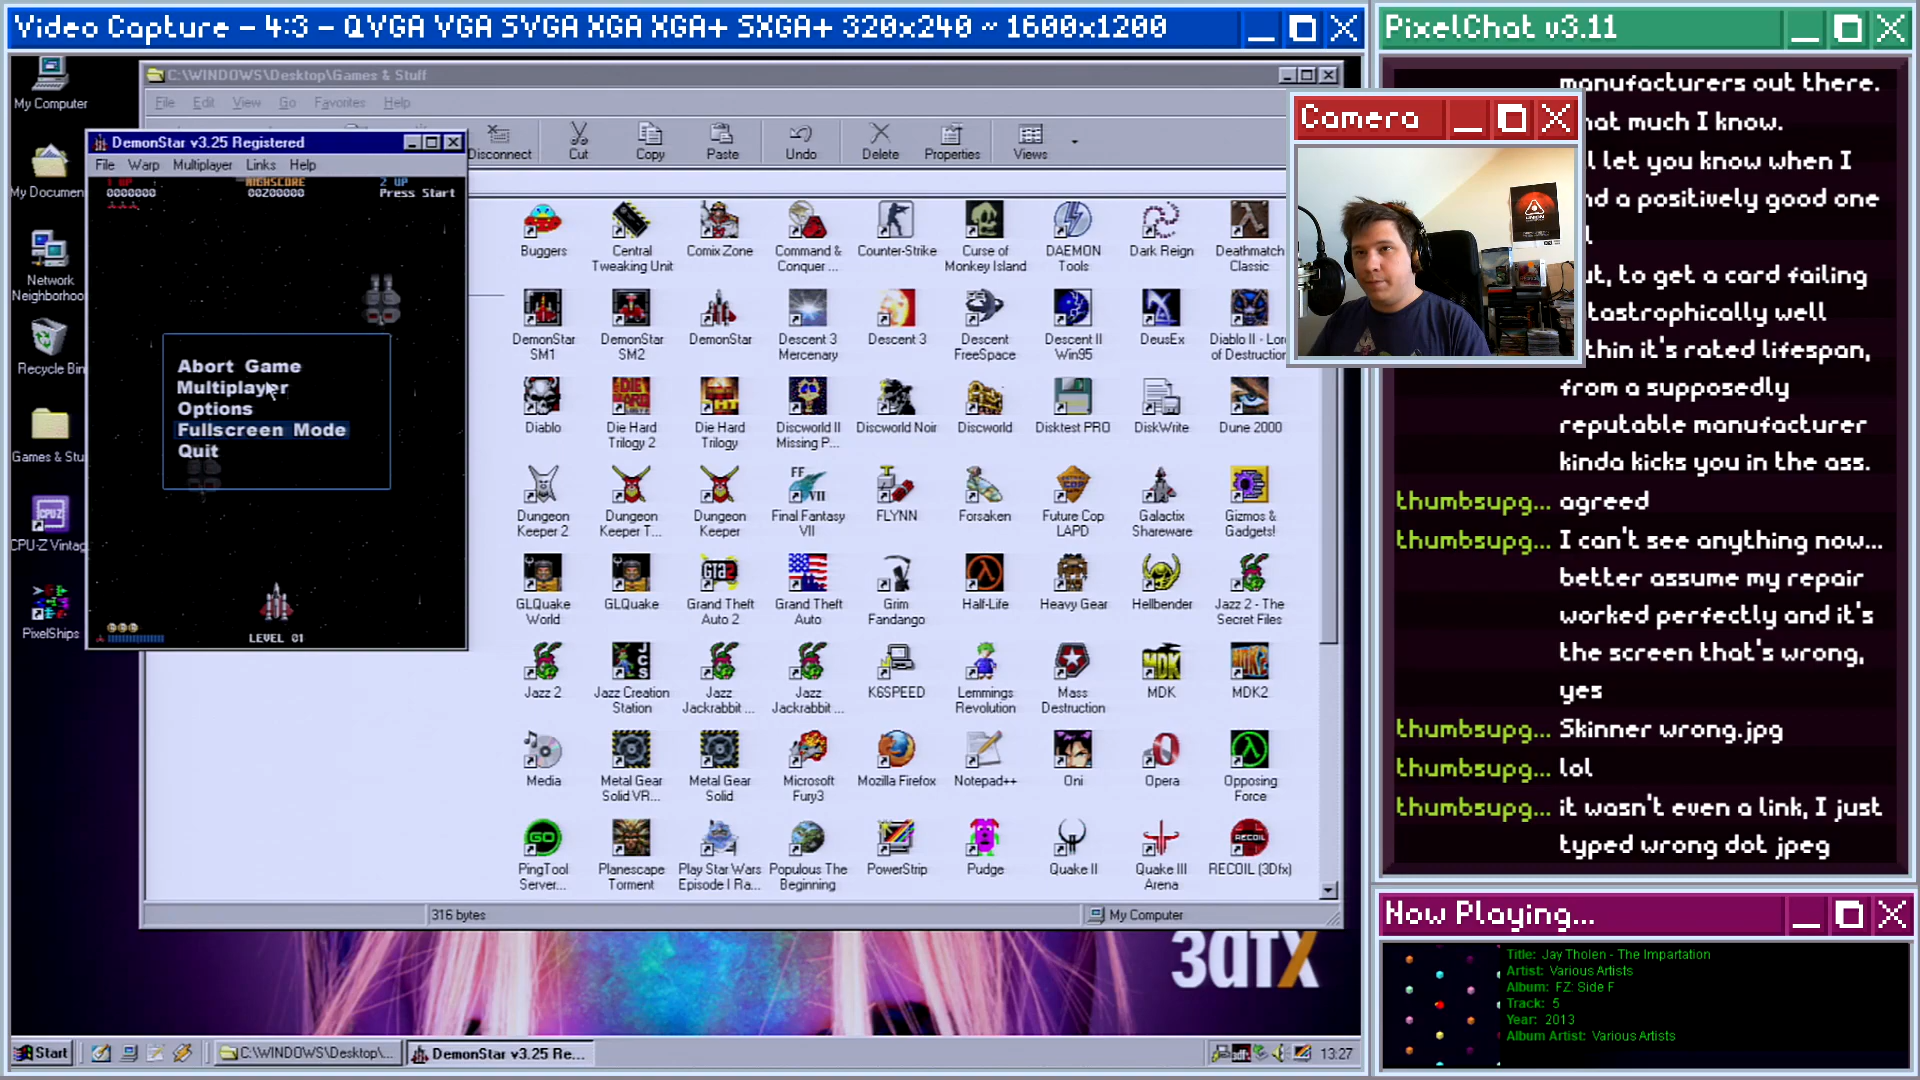 Video Capture - 4:3 - QVGA VGA SVGA XGA XGA+ SXGA+ 320x240 ~ 1600x1200
My Computer
My Documen
Network
Neighborhoo
Recycle Bin
Games & Stu
CPU-Z Vintag
PixelShips
C:\WINDOWS\Desktop\Games & Stuff
File Edit View Go Favorites Help
Disconnect Cut Copy Paste Undo Delete Properties Views
DemonStar v3.25 Registered
File Warp Multiplayer Links Help
1 UP HIGHSCORE 2 UP
0000000 00200000 Press Start
Abort Game
Multiplayer
Options
Fullscreen Mode
Quit
LEVEL 01
Buggers
Central
Tweaking Unit
Comix Zone
Command &
Conquer ...
Counter-Strike
Curse of
Monkey Island
DAEMON
Tools
Dark Reign
Deathmatch
Classic
DemonStar
SM1
DemonStar
SM2
DemonStar
Descent 3
Mercenary
Descent 3
Descent
FreeSpace
Descent II
Win95
DeusEx
Diablo II - Lor
of Destruction
Diablo
Die Hard
Trilogy 2
Die Hard
Trilogy
Discworld II
Missing P...
Discworld Noir
Discworld
Disktest PRO
DiskWrite
Dune 2000
Dungeon
Keeper 2
Dungeon
Keeper T...
Dungeon
Keeper
Final Fantasy
VII
FLYNN
Forsaken
Future Cop
LAPD
Galactix
Shareware
Gizmos &
Gadgets!
GLQuake
World
GLQuake
Grand Theft
Auto 2
Grand Theft
Auto
Grim
Fandango
Half-Life
Heavy Gear
Hellbender
Jazz 2 - The
Secret Files
Jazz 2
Jazz Creation
Station
Jazz
Jackrabbit ...
Jazz
Jackrabbit ...
K6SPEED
Lemmings
Revolution
Mass
Destruction
MDK
MDK2
Media
Metal Gear
Solid VR...
Metal Gear
Solid
Microsoft
Fury3
Mozilla Firefox
Notepad++
Oni
Opera
Opposing
Force
PingTool
Server...
Planescape
Torment
Play Star Wars
Episode I Ra...
Populous The
Beginning
PowerStrip
Pudge
Quake II
Quake III
Arena
RECOIL (3Dfx)
316 bytes
My Computer
3dfx
Start
C:\WINDOWS\Desktop\...
DemonStar v3.25 Re...
13:27
Camera
PixelChat v3.11
manufacturers out there.
hat much I know.
l let you know when I
nd a positively good one
l
ut, to get a card failing
tastrophically well
thin it's rated lifespan,
from a supposedly
reputable manufacturer
kinda kicks you in the ass.
thumbsupg... agreed
thumbsupg... I can't see anything now...
better assume my repair
worked perfectly and it's
the screen that's wrong,
yes
thumbsupg... Skinner wrong.jpg
thumbsupg... lol
thumbsupg... it wasn't even a link, I just
typed wrong dot jpeg
Now Playing...
Title: Jay Tholen - The Impartation
Artist: Various Artists
Album: FZ: Side F
Track: 5
Year: 2013
Album Artist: Various Artists